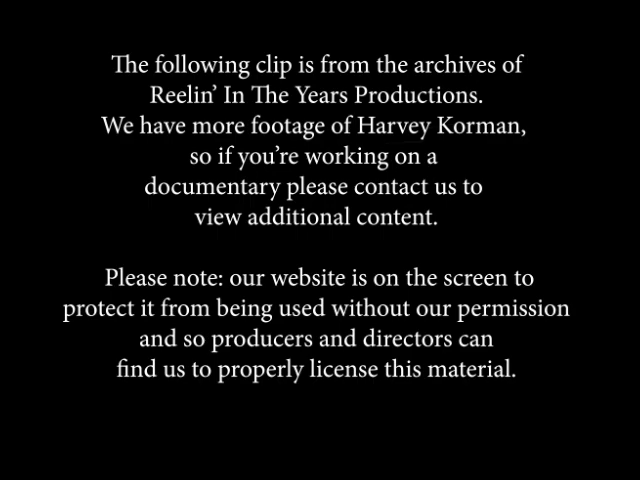 The following clip is from the archives of
Reelin’ In The Years Productions.
We have more footage of Harvey Korman,
so if you’re working on a
documentary please contact us to
view additional content.
Please note: our website is on the screen to
protect it from being used without our permission
and so producers and directors can
find us to properly license this material.